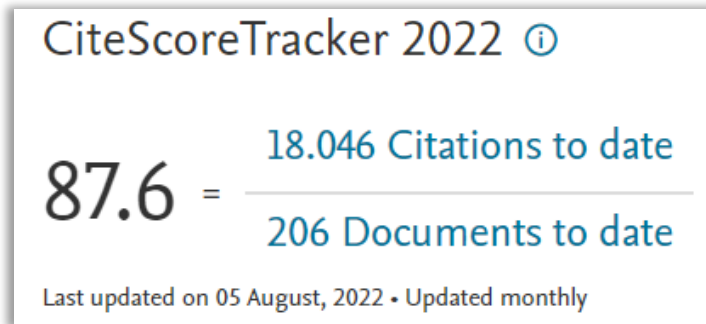 CiteScoreTracker 2022 ⓘ
18.046 Citations to date
87.6 =
206 Documents to date
Last updated on 05 August, 2022 • Updated monthly